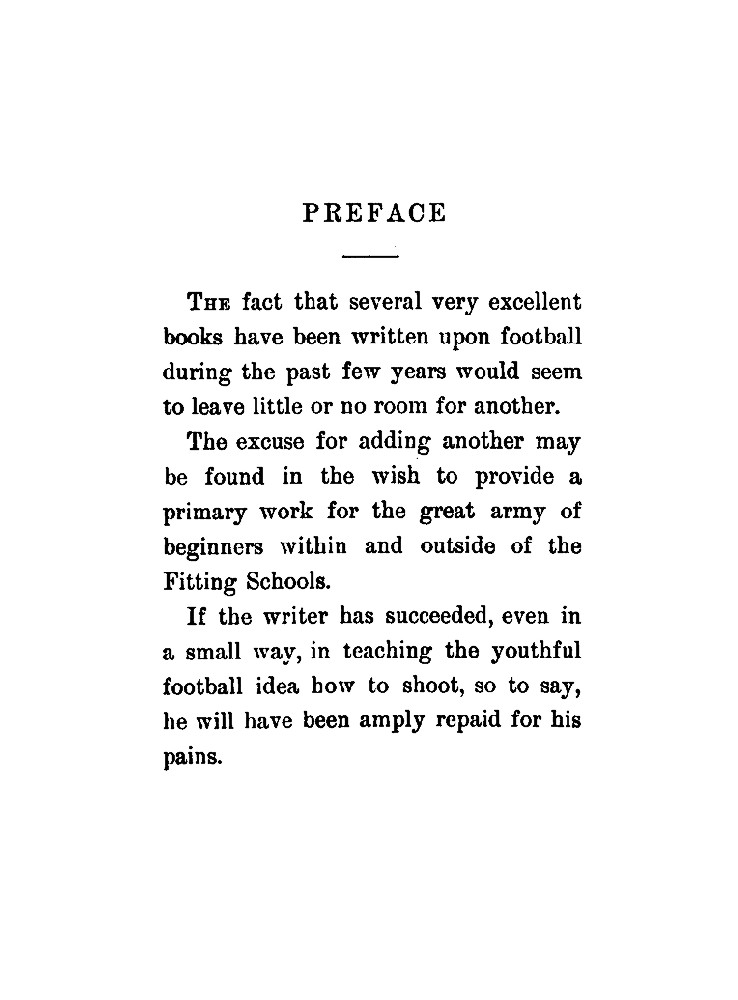 PREFACE
THE fact that several very excellent
books have been written upon football
during the past few years would seem
to leave little or no room for another.
The excuse for adding another may
be found in the wish to provide a
primary work for the great army of
beginners within and outside of the
Fitting Schools.
If the writer has succeeded, even in
a small way, in teaching the youthful
football idea how to shoot, so to say,
he will have been amply repaid for his
pains.